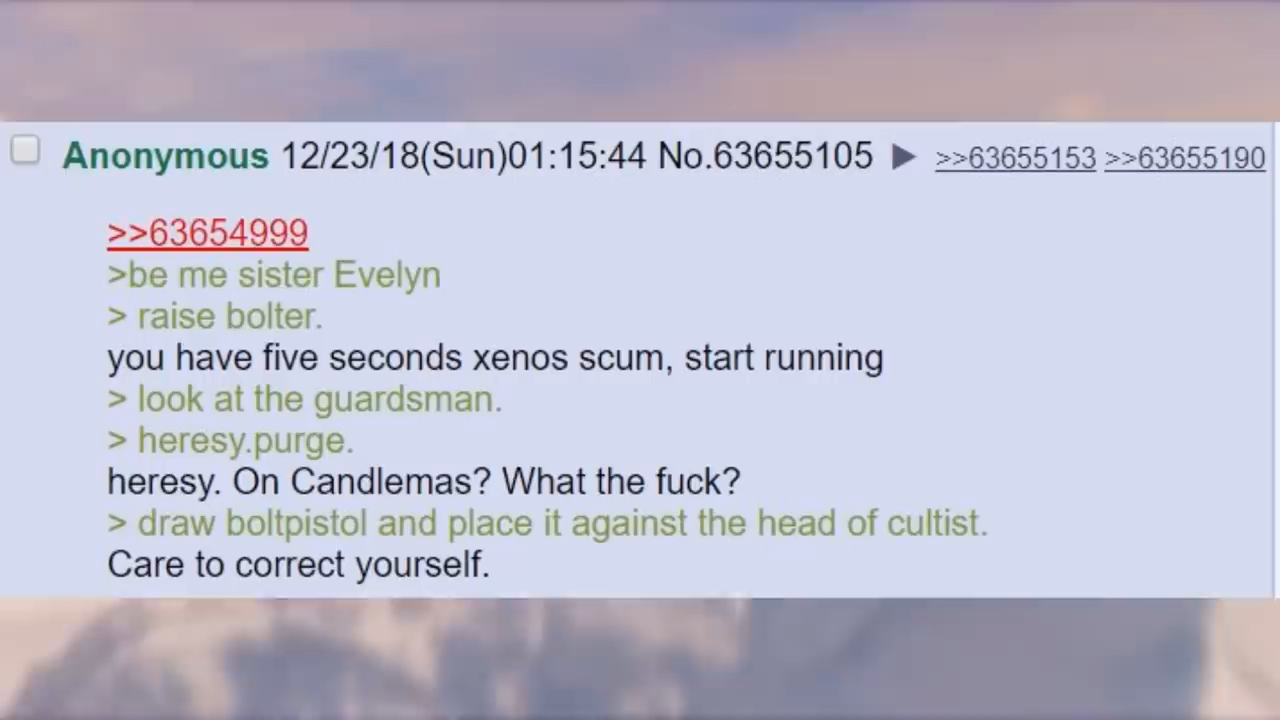 Anonymous 12/23/18(Sun)01:15:44 No.63655105 ▶ >>63655153 >>63655190
>>63654999
>be me sister Evelyn
> raise bolter.
you have five seconds xenos scum, start running
> look at the guardsman.
> heresy.purge.
heresy. On Candlemas? What the fuck?
> draw boltpistol and place it against the head of cultist.
Care to correct yourself.